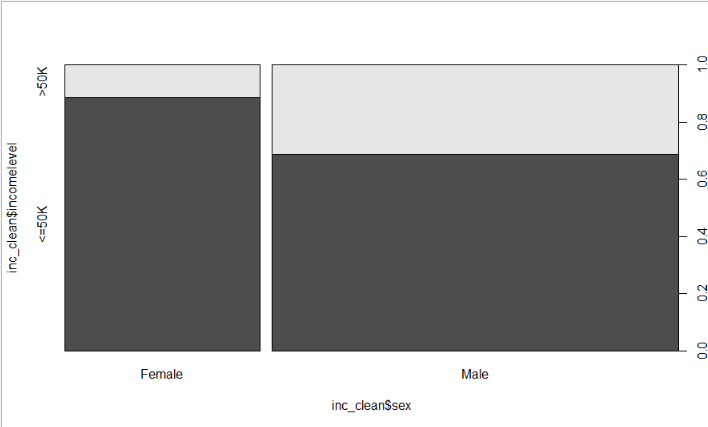 inc_clean$incomelevel
>50K
<=50K
1.0
0.8
0.6
0.4
0.2
0.0
Female
Male
inc_clean$sex